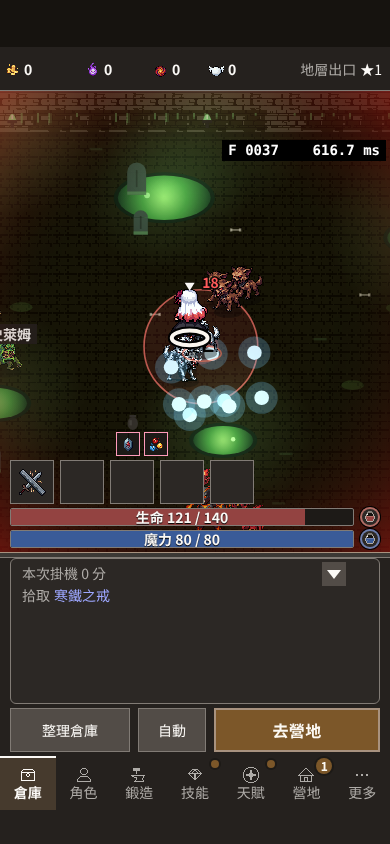 0 0 0 0 地層出口 ★1
F 0037 616.7 ms
18
史萊姆
生命 121 / 140
魔力 80 / 80
本次掛機 0 分
拾取 寒鐵之戒
整理倉庫 自動 去營地
1
倉庫 角色 鍛造 技能 天賦 營地 更多